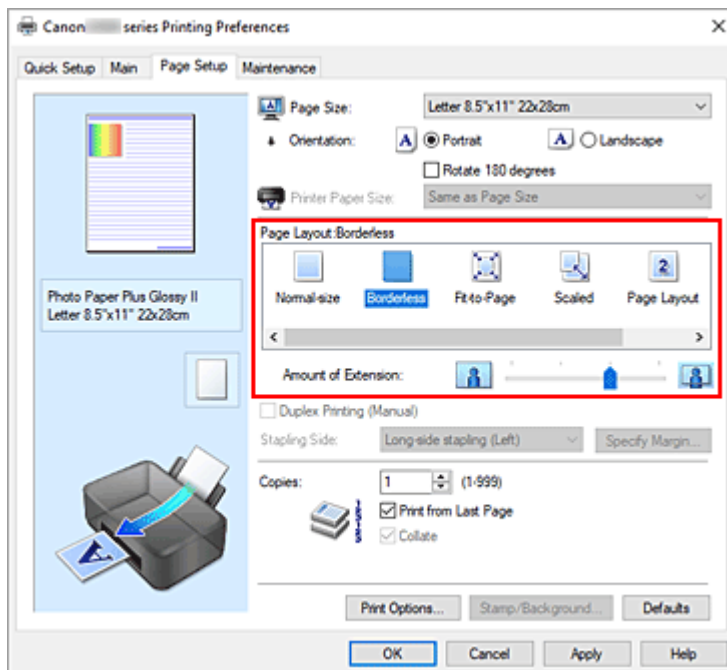 Canon series Printing Preferences
Quick Setup Main Page Setup Maintenance
Page Size: Letter 8.5"x11" 22x28cm
Orientation: A Portrait A Landscape
Rotate 180 degrees
Printer Paper Size: Same as Page Size
Page Layout:Borderless
2
Normal-size Borderless Fit-to-Page Scaled Page Layout
Photo Paper Plus Glossy II
Letter 8.5"x11" 22x28cm
Amount of Extension:
Duplex Printing (Manual)
Stapling Side: Long-side stapling (Left) Specify Margin...
Copies: 1 (1-999)
Print from Last Page
Collate
A
Print Options... Stamp/Background... Defaults
OK Cancel Apply Help